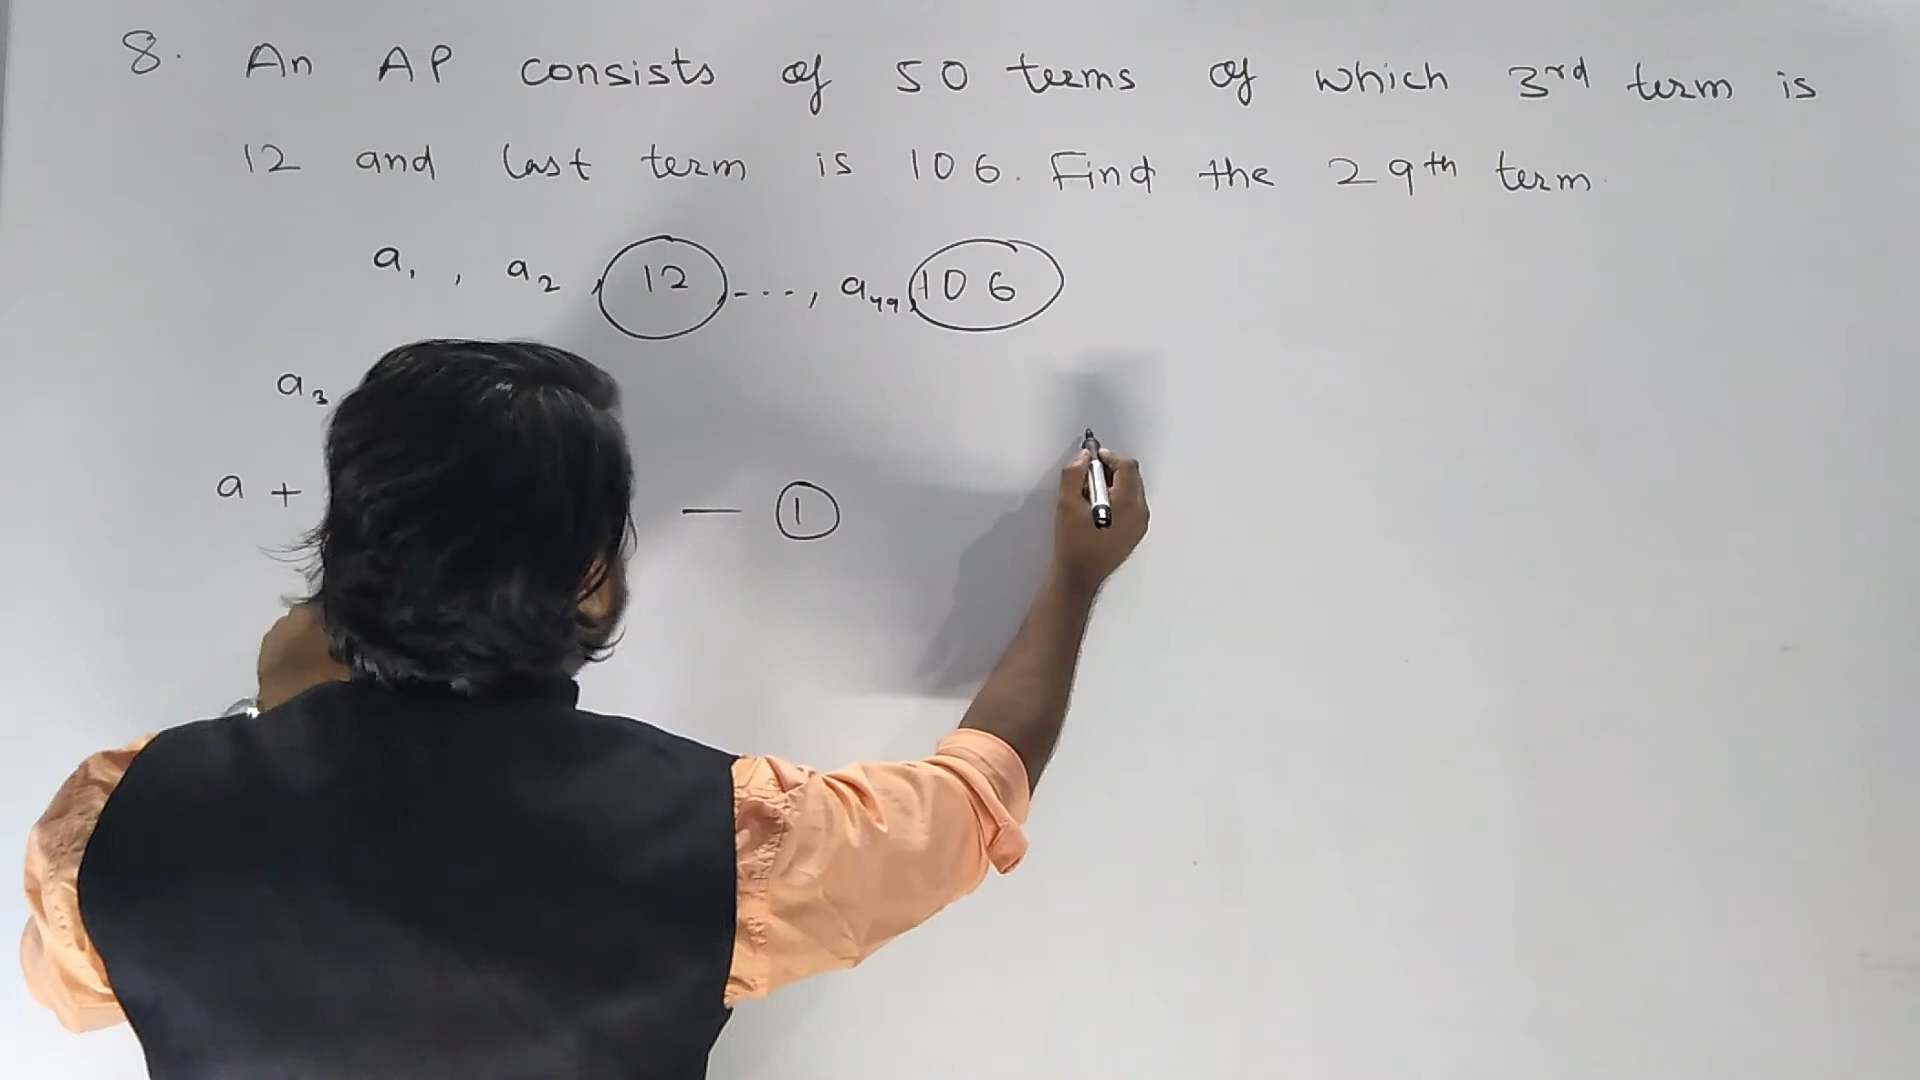 8. An AP consists of 50 terms of which 3rd term is
12 and last term is 106. Find the 29th term.
a1, a2, 12 ---, a49, 106
a3
a + — 1